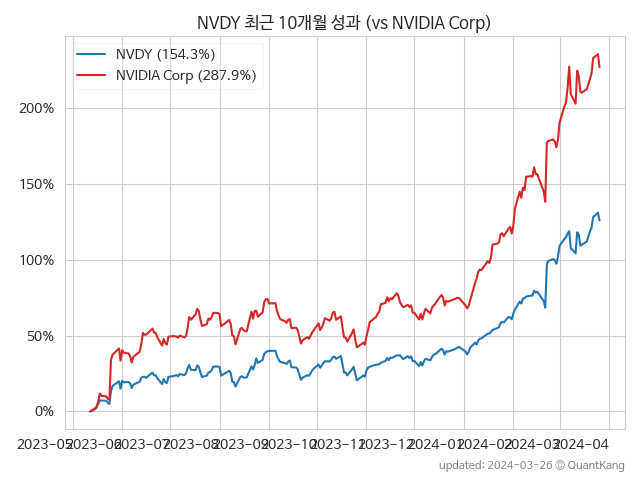 NVDY 최근 10개월 성과 (vs NVIDIA Corp)
NVDY (154.3%)
NVIDIA Corp (287.9%)
200%
150%
100%
50%
0%
2023-05 2023-06 2023-07 2023-08 2023-09 2023-10 2023-11 2023-12 2024-01 2024-02 2024-03 2024-04
updated: 2024-03-26 © QuantKang